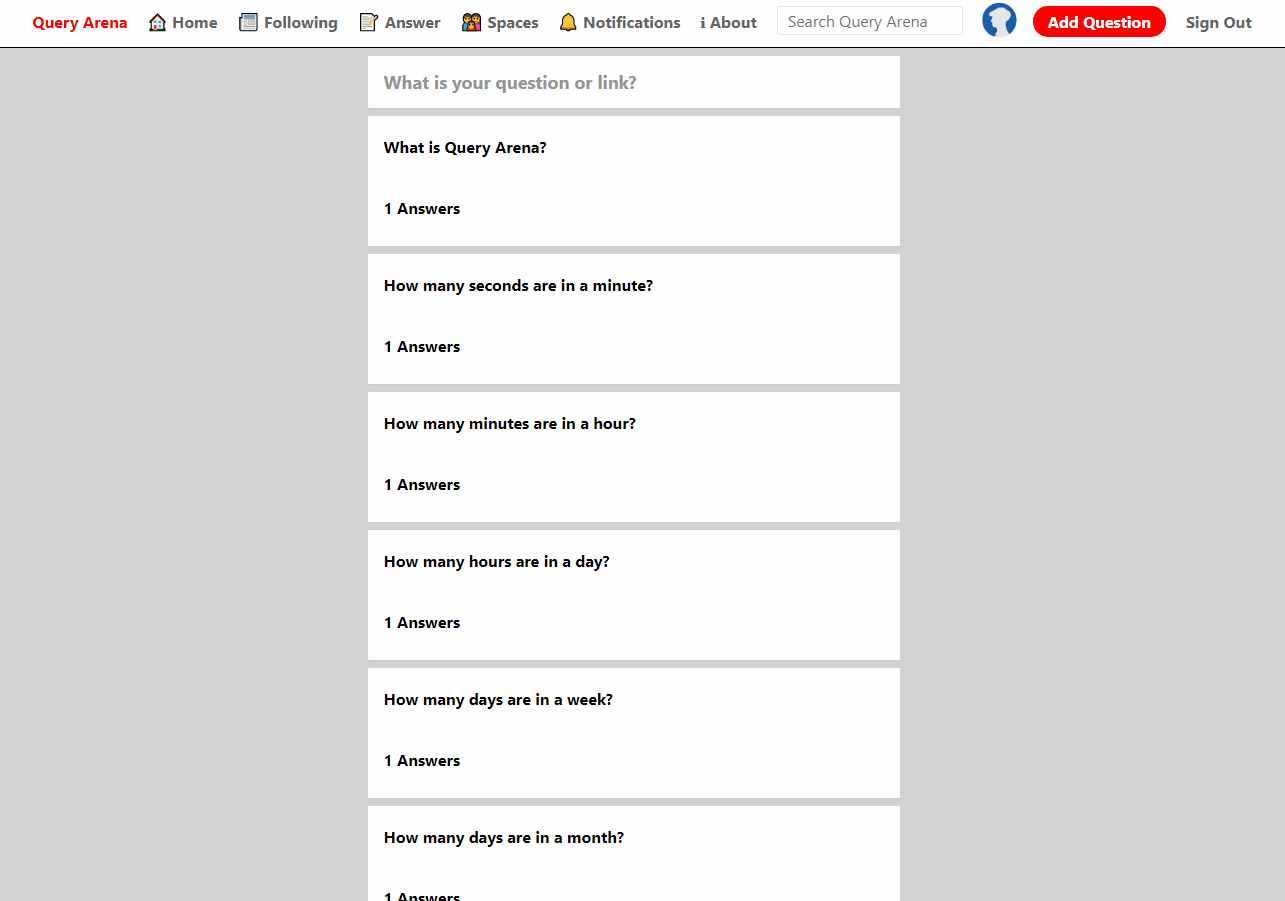 Query Arena Home Following Answer Spaces Notifications i About Search Query Arena Add Question Sign Out
What is your question or link?
What is Query Arena?
1 Answers
How many seconds are in a minute?
1 Answers
How many minutes are in a hour?
1 Answers
How many hours are in a day?
1 Answers
How many days are in a week?
1 Answers
How many days are in a month?
1 Answers